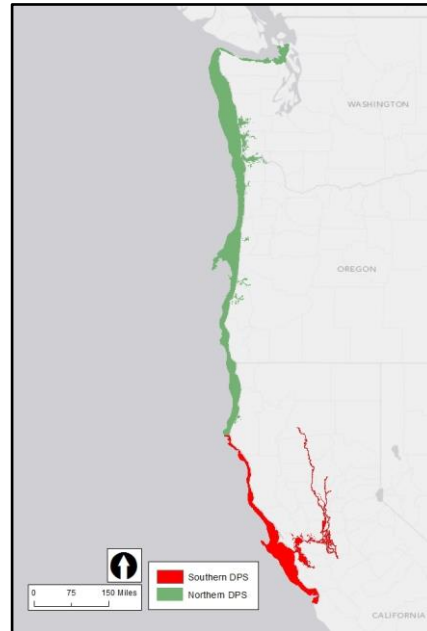 WASHINGTON
OREGON
Southern DPS
Northern DPS
0 75 150 Miles
CALIFORNIA